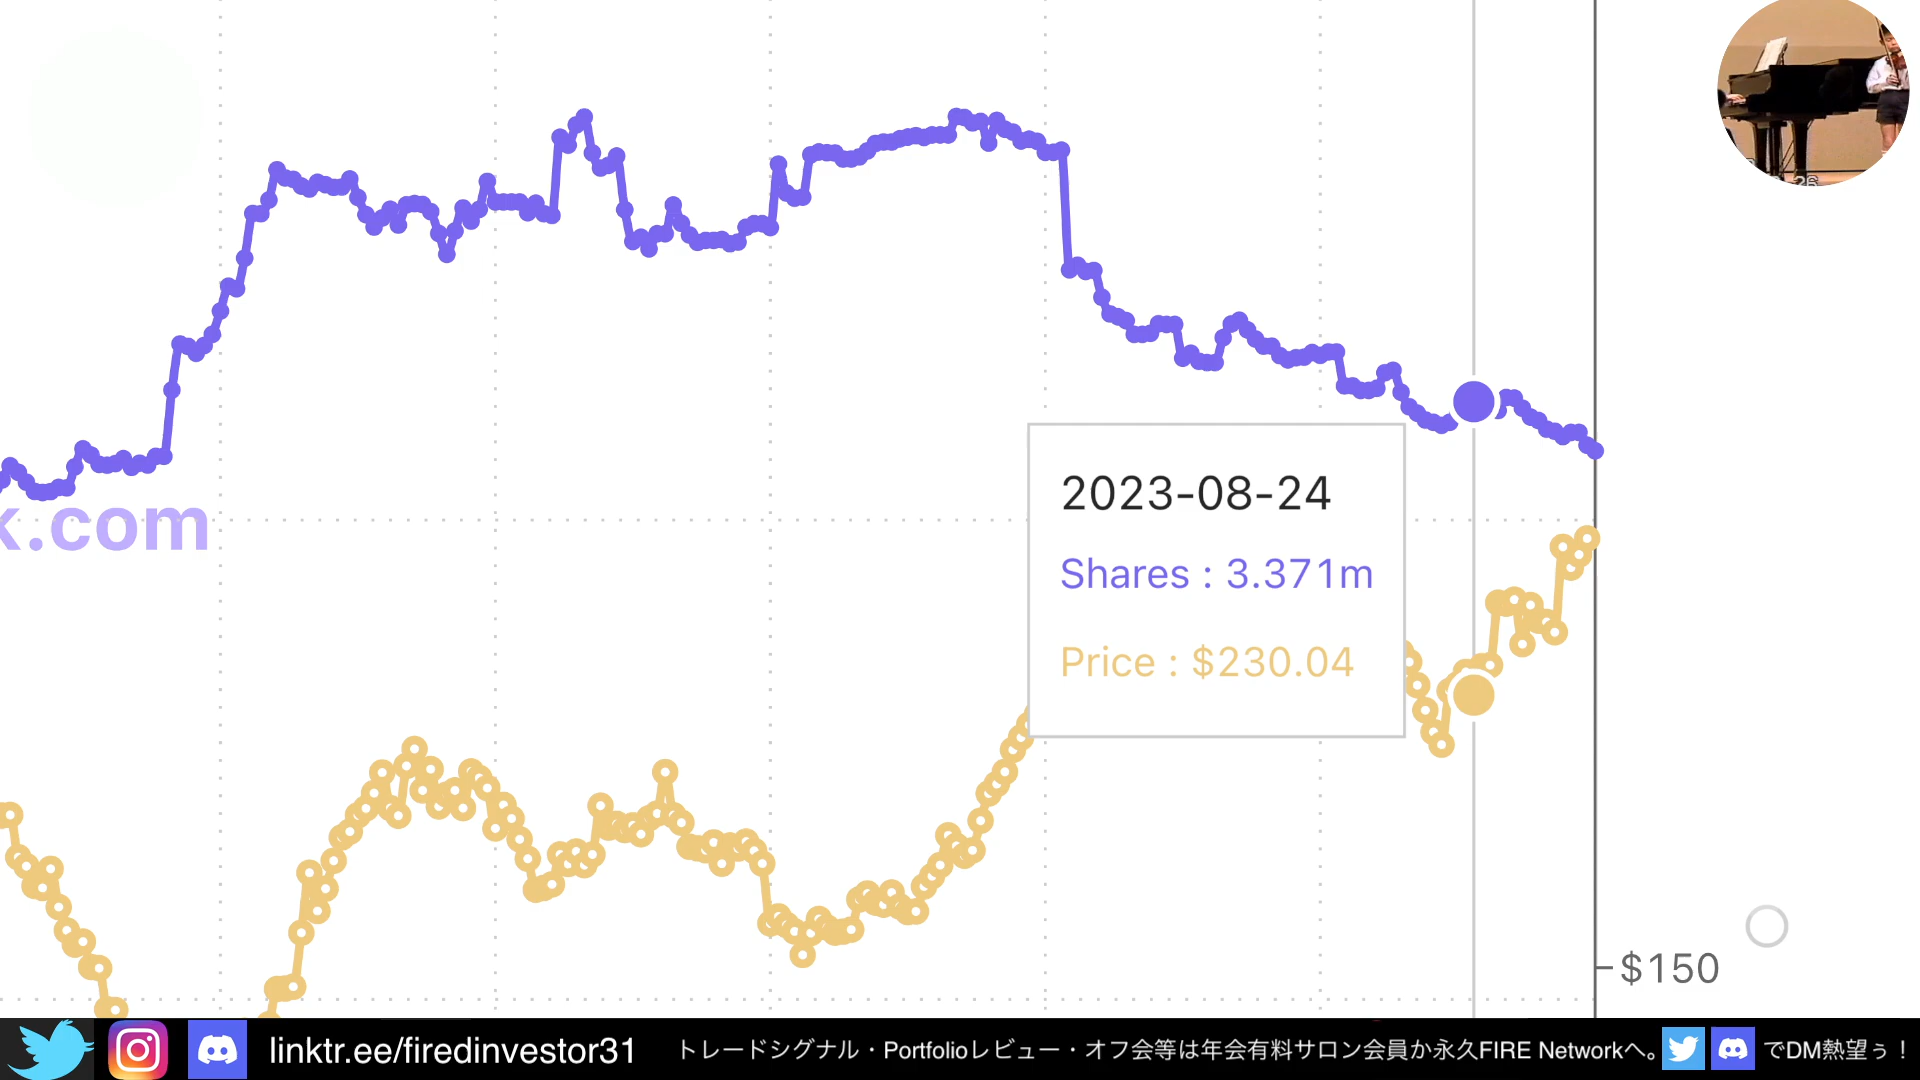 k.com
2023-08-24
Shares : 3.371m
Price : $230.04
$150
linktr.ee/firedinvestor31
トレードシグナル・Portfolioレビュー・オフ会等は年会有料サロン会員か永久FIRE Networkへ。
でDM熱望ぅ！
26